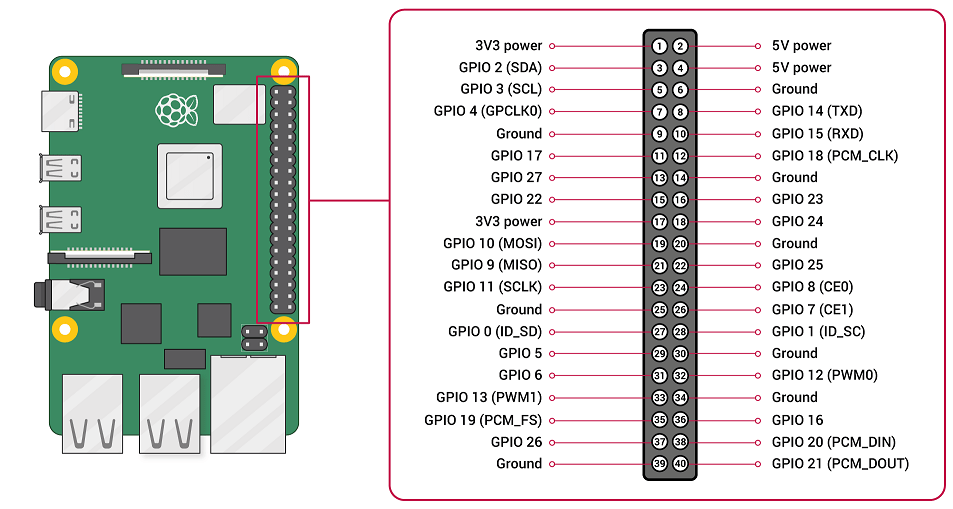 3V3 power 1 2 5V power
GPIO 2 (SDA) 3 4 5V power
GPIO 3 (SCL) 5 6 Ground
GPIO 4 (GPCLK0) 7 8 GPIO 14 (TXD)
Ground 9 10 GPIO 15 (RXD)
GPIO 17 11 12 GPIO 18 (PCM_CLK)
GPIO 27 13 14 Ground
GPIO 22 15 16 GPIO 23
3V3 power 17 18 GPIO 24
GPIO 10 (MOSI) 19 20 Ground
GPIO 9 (MISO) 21 22 GPIO 25
GPIO 11 (SCLK) 23 24 GPIO 8 (CE0)
Ground 25 26 GPIO 7 (CE1)
GPIO 0 (ID_SD) 27 28 GPIO 1 (ID_SC)
GPIO 5 29 30 Ground
GPIO 6 31 32 GPIO 12 (PWM0)
GPIO 13 (PWM1) 33 34 Ground
GPIO 19 (PCM_FS) 35 36 GPIO 16
GPIO 26 37 38 GPIO 20 (PCM_DIN)
Ground 39 40 GPIO 21 (PCM_DOUT)